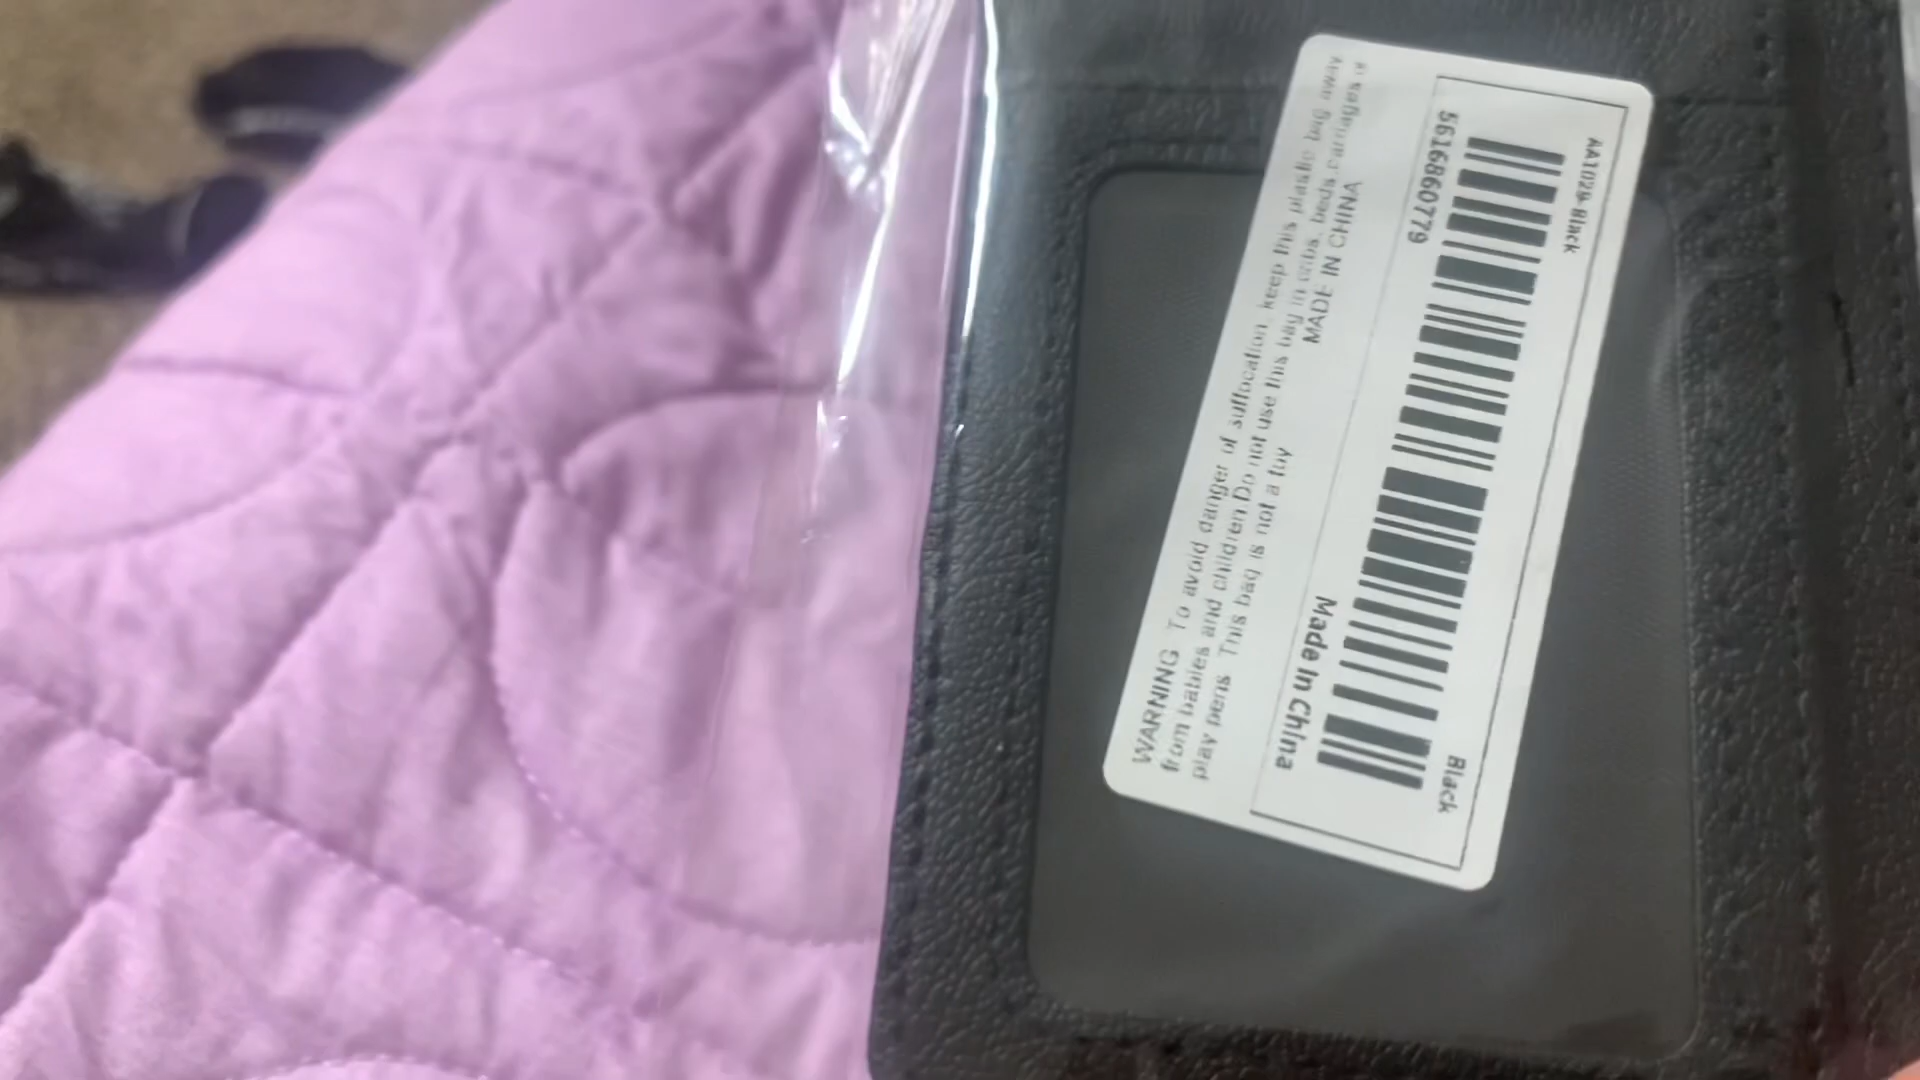 WARNING To avoid danger of suffocation keep this plastic bag away
from babies and children.Do not use this bag in cribs, beds,carriages
play pens This bag is not a toy MADE IN CHINA
AA1029-Black
5616860779
Made In China
Black